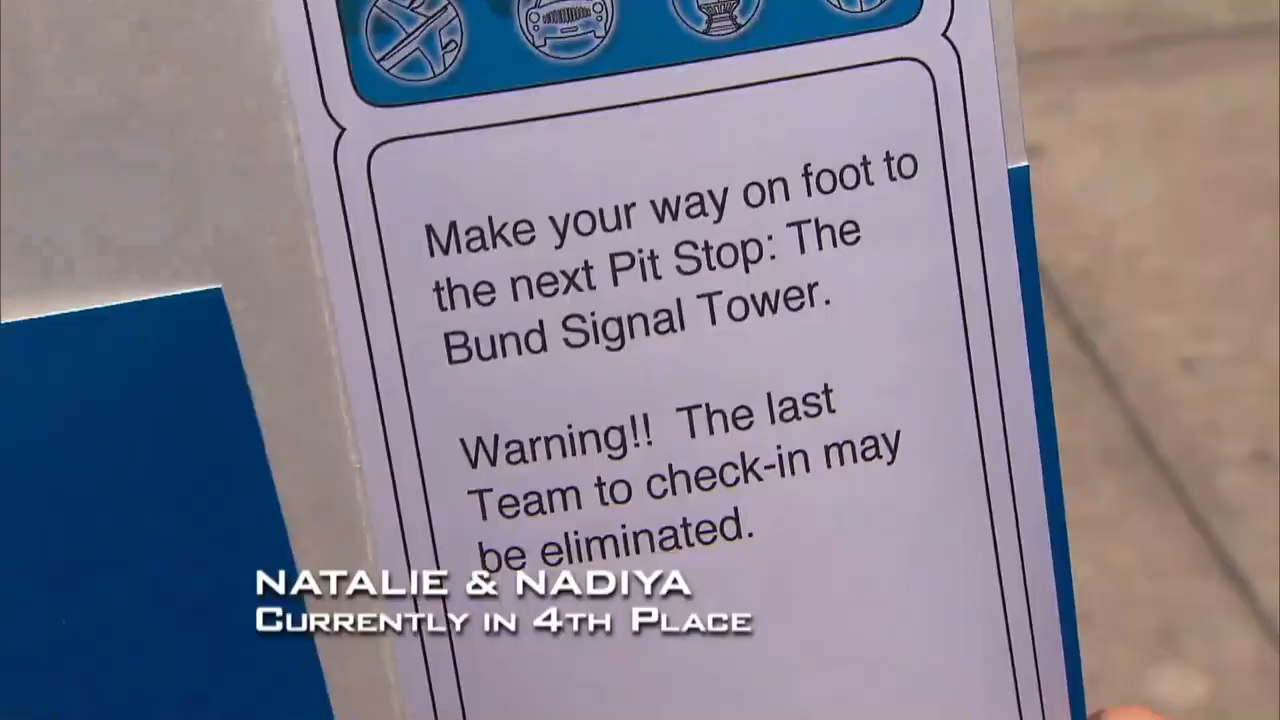 Make your way on foot to
the next Pit Stop: The
Bund Signal Tower.
Warning!! The last
Team to check-in may
be eliminated.
NATALIE & NADIYA
CURRENTLY IN 4TH PLACE